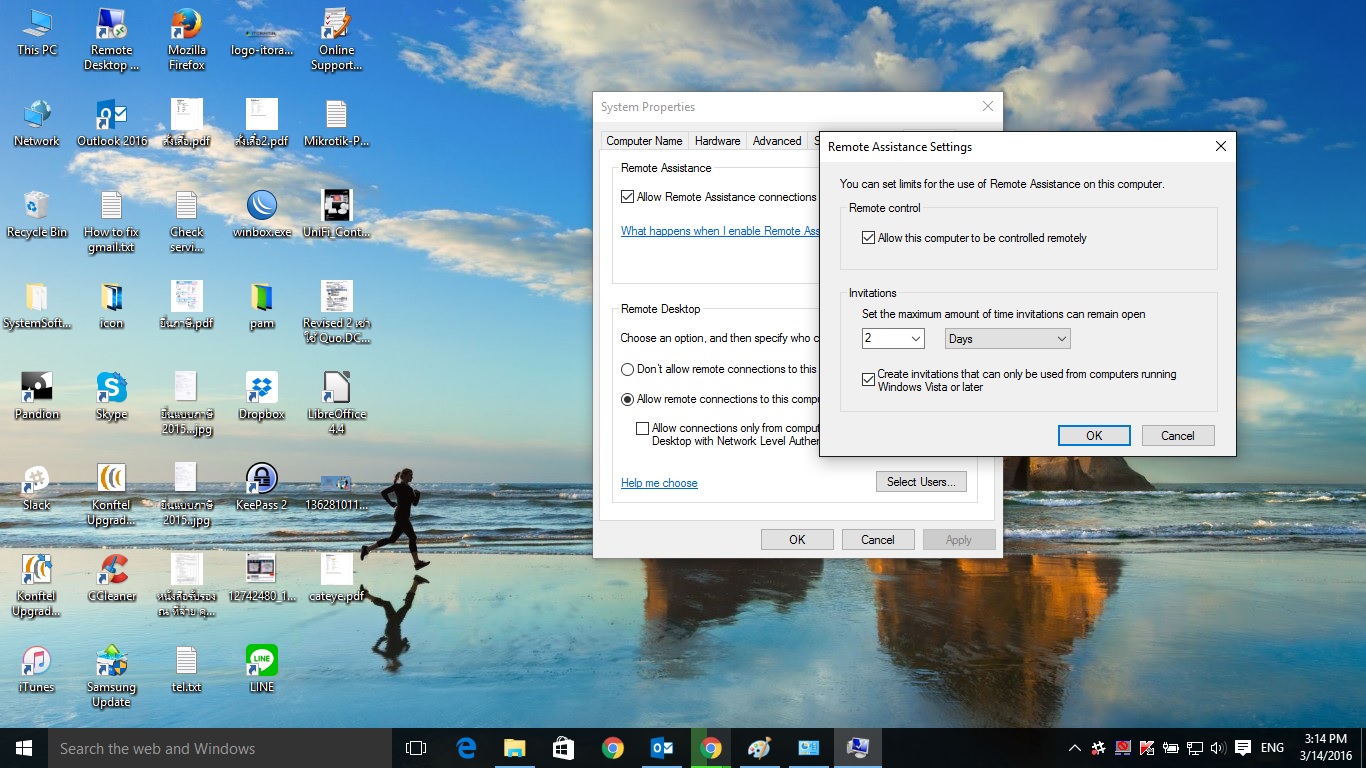 This PC
Remote
Desktop ...
Mozilla
Firefox
logo-itora...
Online
Support...
Network
Outlook 2016
สั่งเสื้อ.pdf
สั่งเสื้อ2.pdf
Mikrotik-P...
Recycle Bin
How to fix
gmail.txt
Check
servi...
winbox.exe
UniFi_Cont...
SystemSoft...
icon
ยื่นภาษี.pdf
pam
Revised 2 เช่า
ใช้ Quo.DC...
Pandion
Skype
ยื่นแบบภาษี
2015...jpg
Dropbox
LibreOffice
4.4
Slack
Konftel
Upgrad...
ยื่นแบบภาษี
2015..jpg
KeePass 2
136281011...
Konftel
Upgrad...
CCleaner
หนังสือรับรอง
ณ ที่จ่าย คุ...
12742480_1...
cateye.pdf
iTunes
Samsung
Update
tel.txt
LINE
System Properties
Computer Name
Hardware
Advanced
S
Remote Assistance
Allow Remote Assistance connections
What happens when I enable Remote Ass
Remote Desktop
Choose an option, and then specify who c
Don't allow remote connections to this
Allow remote connections to this compu
Allow connections only from comput
Desktop with Network Level Auther
Help me choose
Select Users...
OK
Cancel
Apply
Remote Assistance Settings
You can set limits for the use of Remote Assistance on this computer.
Remote control
Allow this computer to be controlled remotely
Invitations
Set the maximum amount of time invitations can remain open
2
Days
Create invitations that can only be used from computers running
Windows Vista or later
OK
Cancel
Search the web and Windows
ENG
3:14 PM
3/14/2016